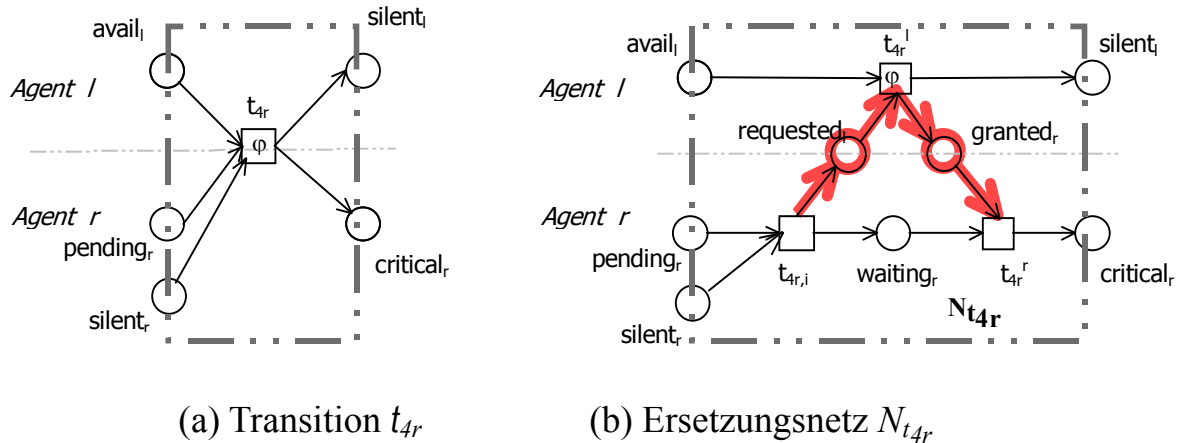 avail_l
silent_l
Agent l
t_4r
φ
Agent r
pending_r
critical_r
silent_r
(a) Transition t_4r
avail_l
t_4r^l
silent_l
Agent l
φ
requested_l
granted_r
Agent r
pending_r
t_4r,i
waiting_r
t_4r^r
critical_r
silent_r
N_t4r
(b) Ersetzungsnetz N_t4r